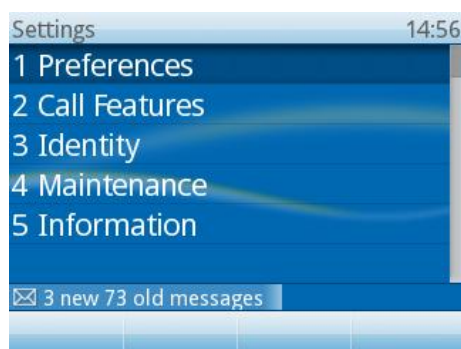 Settings 14:56
1 Preferences
2 Call Features
3 Identity
4 Maintenance
5 Information
3 new 73 old messages